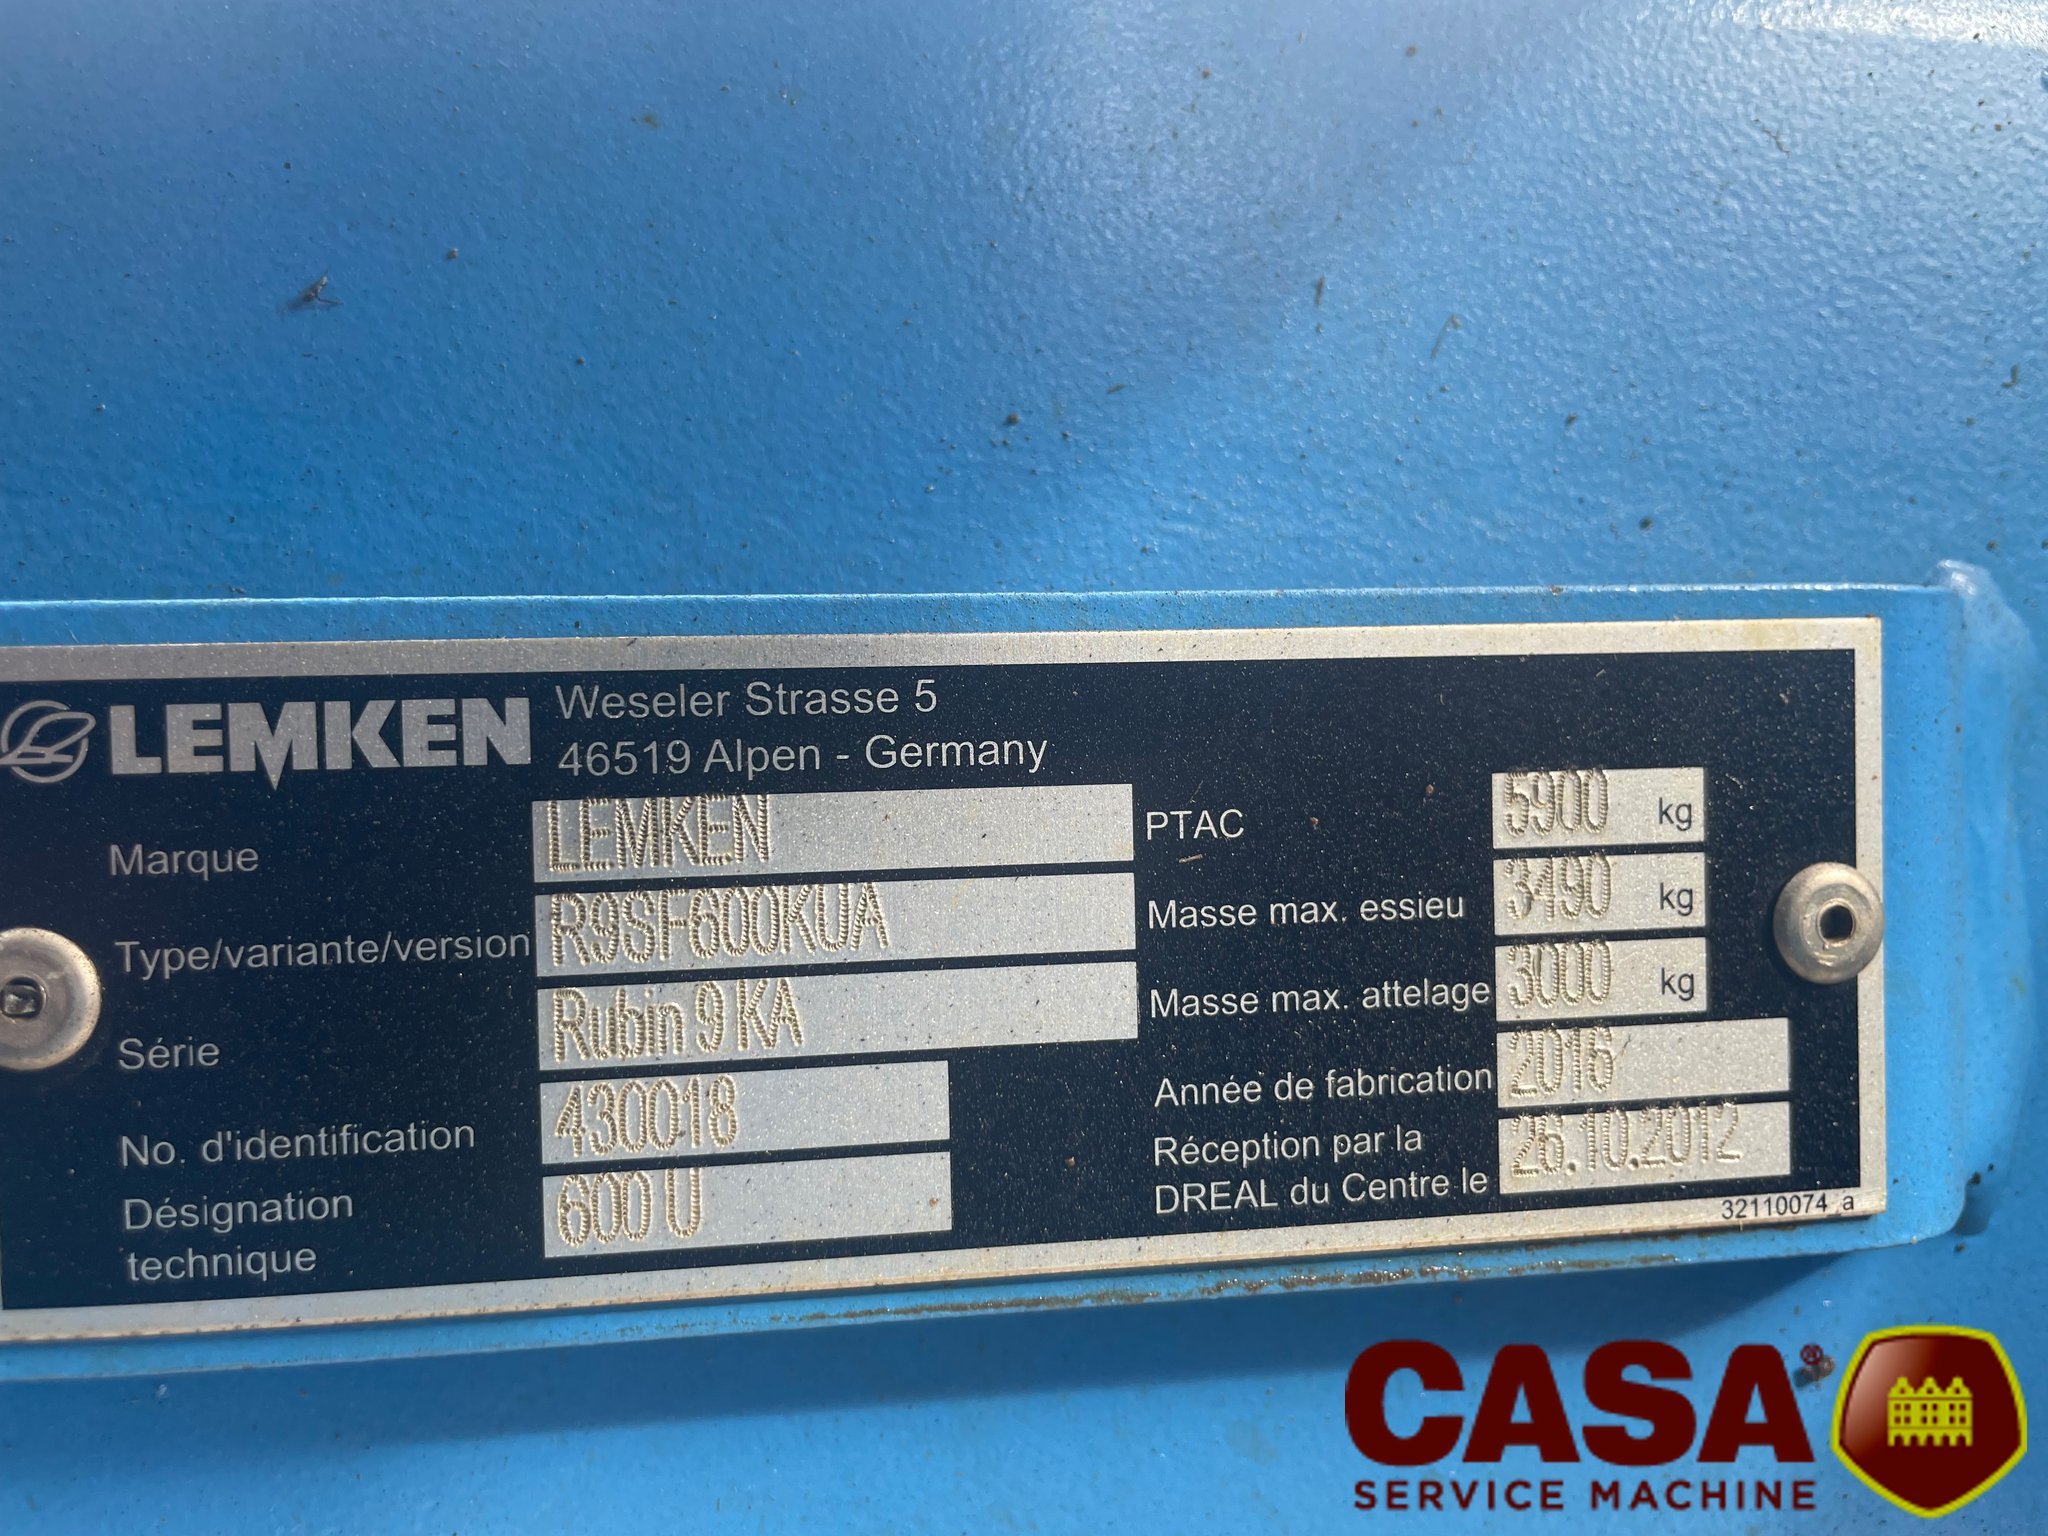 LEMKEN
Weseler Strasse 5
46519 Alpen - Germany
Marque LEMKEN
Type/variante/version R9SF600KUA
Série Rubin 9 KA
No. d'identification 430018
Désignation
technique 600 U
PTAC 5900 kg
Masse max. essieu 3490 kg
Masse max. attelage 3000 kg
Année de fabrication 2016
Réception par la
DREAL du Centre le 26.10.2012
32110074_a
CASA®
SERVICE MACHINE